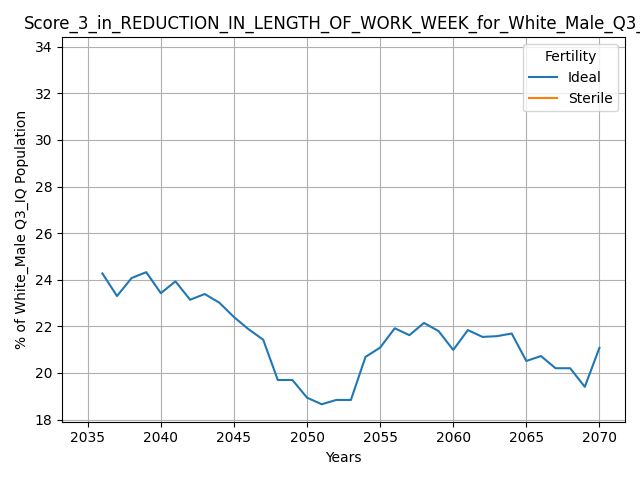 Score_3_in_REDUCTION_IN_LENGTH_OF_WORK_WEEK_for_White_Male_Q3_
34
32
30
28
26
24
22
20
18
% of White_Male Q3_IQ Population
Fertility
Ideal
Sterile
2035 2040 2045 2050 2055 2060 2065 2070
Years